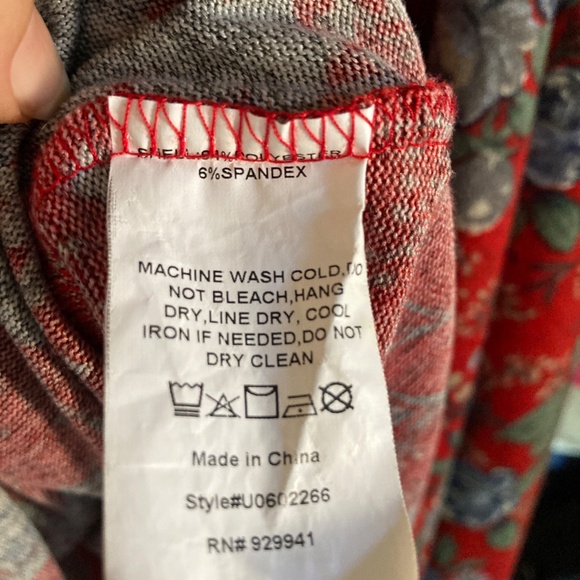 SHELL:94%POLYESTER
6%SPANDEX
MACHINE WASH COLD,DO
NOT BLEACH,HANG
DRY,LINE DRY, COOL
IRON IF NEEDED,DO NOT
DRY CLEAN
Made in China
Style#U0602266
RN# 929941